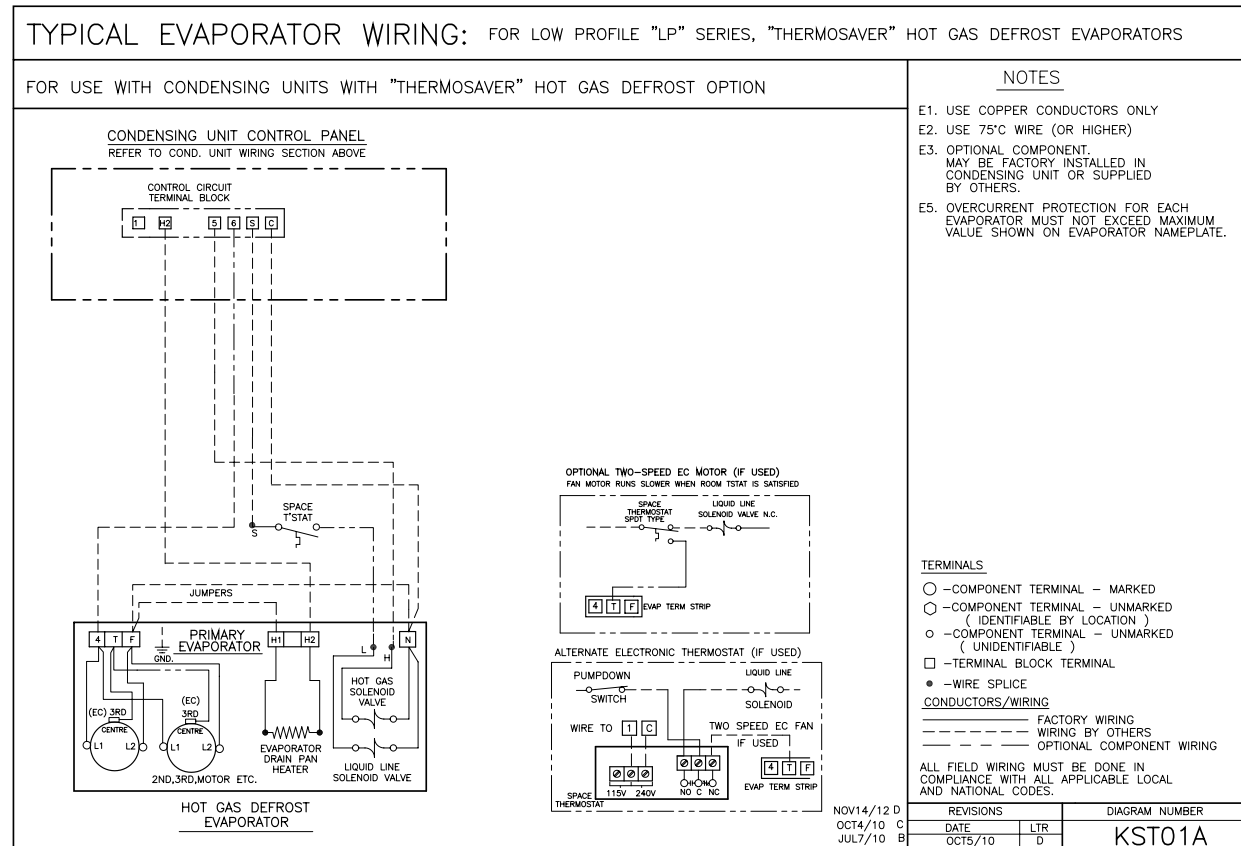 TYPICAL EVAPORATOR WIRING: FOR LOW PROFILE "LP" SERIES, "THERMOSAVER" HOT GAS DEFROST EVAPORATORS
FOR USE WITH CONDENSING UNITS WITH "THERMOSAVER" HOT GAS DEFROST OPTION
CONDENSING UNIT CONTROL PANEL
REFER TO COND. UNIT WIRING SECTION ABOVE
CONTROL CIRCUIT
TERMINAL BLOCK
1 H2 5 6 S C
SPACE
T'STAT
S
JUMPERS
4 T F
GND.
PRIMARY
EVAPORATOR
H1 H2
L
H
N
HOT GAS
SOLENOID
VALVE
(EC) 3RD
CENTRE
L1 L2
(EC)
3RD
CENTRE
L1 L2
2ND,3RD,MOTOR ETC.
EVAPORATOR
DRAIN PAN
HEATER
LIQUID LINE
SOLENOID VALVE
HOT GAS DEFROST
EVAPORATOR
OPTIONAL TWO-SPEED EC MOTOR (IF USED)
FAN MOTOR RUNS SLOWER WHEN ROOM TSTAT IS SATISFIED
SPACE
THERMOSTAT
SPDT TYPE
LIQUID LINE
SOLENOID VALVE N.C.
4 T F EVAP TERM STRIP
ALTERNATE ELECTRONIC THERMOSTAT (IF USED)
PUMPDOWN
SWITCH
LIQUID LINE
SOLENOID
WIRE TO 1 C
TWO SPEED EC FAN
IF USED
4 T F
EVAP TERM STRIP
115V 240V
NO C NC
SPACE
THERMOSTAT
NOTES
E1. USE COPPER CONDUCTORS ONLY
E2. USE 75°C WIRE (OR HIGHER)
E3. OPTIONAL COMPONENT.
MAY BE FACTORY INSTALLED IN
CONDENSING UNIT OR SUPPLIED
BY OTHERS.
E5. OVERCURRENT PROTECTION FOR EACH
EVAPORATOR MUST NOT EXCEED MAXIMUM
VALUE SHOWN ON EVAPORATOR NAMEPLATE.
TERMINALS
-COMPONENT TERMINAL - MARKED
-COMPONENT TERMINAL - UNMARKED
( IDENTIFIABLE BY LOCATION )
-COMPONENT TERMINAL - UNMARKED
( UNIDENTIFIABLE )
-TERMINAL BLOCK TERMINAL
-WIRE SPLICE
CONDUCTORS/WIRING
FACTORY WIRING
WIRING BY OTHERS
OPTIONAL COMPONENT WIRING
ALL FIELD WIRING MUST BE DONE IN
COMPLIANCE WITH ALL APPLICABLE LOCAL
AND NATIONAL CODES.
NOV14/12 D
OCT4/10 C
JUL7/10 B
REVISIONS
DATE LTR
OCT5/10 D
DIAGRAM NUMBER
KST01A